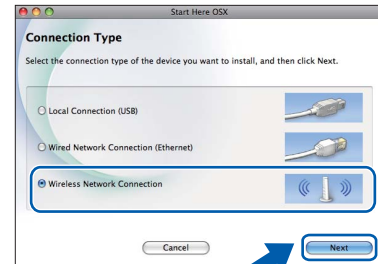 Start Here OSX
Connection Type
Select the connection type of the device you want to install, and then click Next.
Local Connection (USB)
Wired Network Connection (Ethernet)
Wireless Network Connection
Cancel
Next